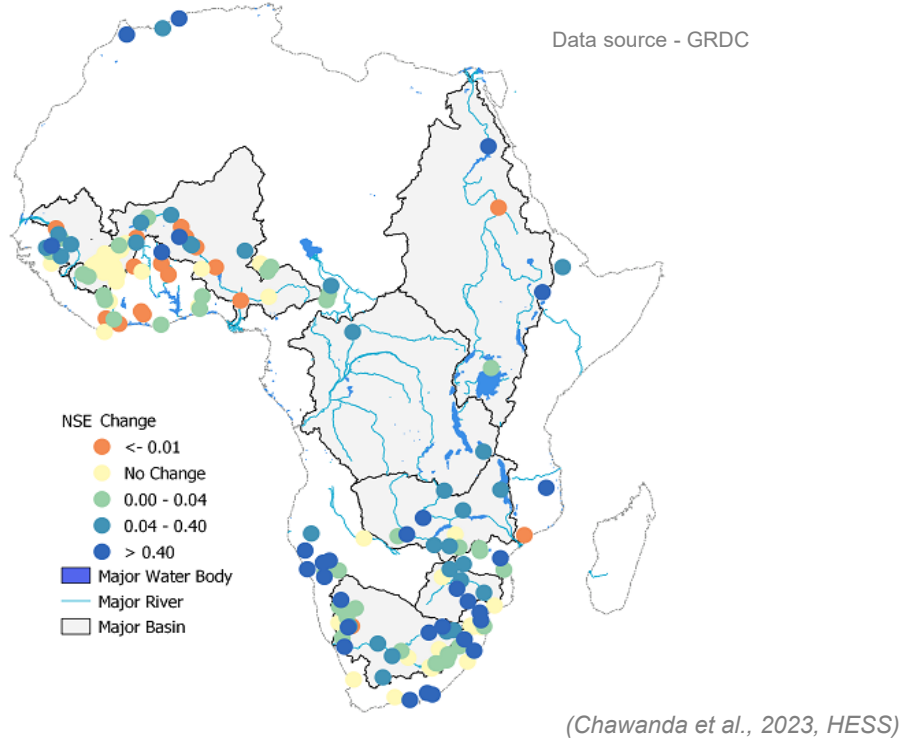 Data source - GRDC
NSE Change
<- 0.01
No Change
0.00 - 0.04
0.04 - 0.40
> 0.40
Major Water Body
Major River
Major Basin
(Chawanda et al., 2023, HESS)